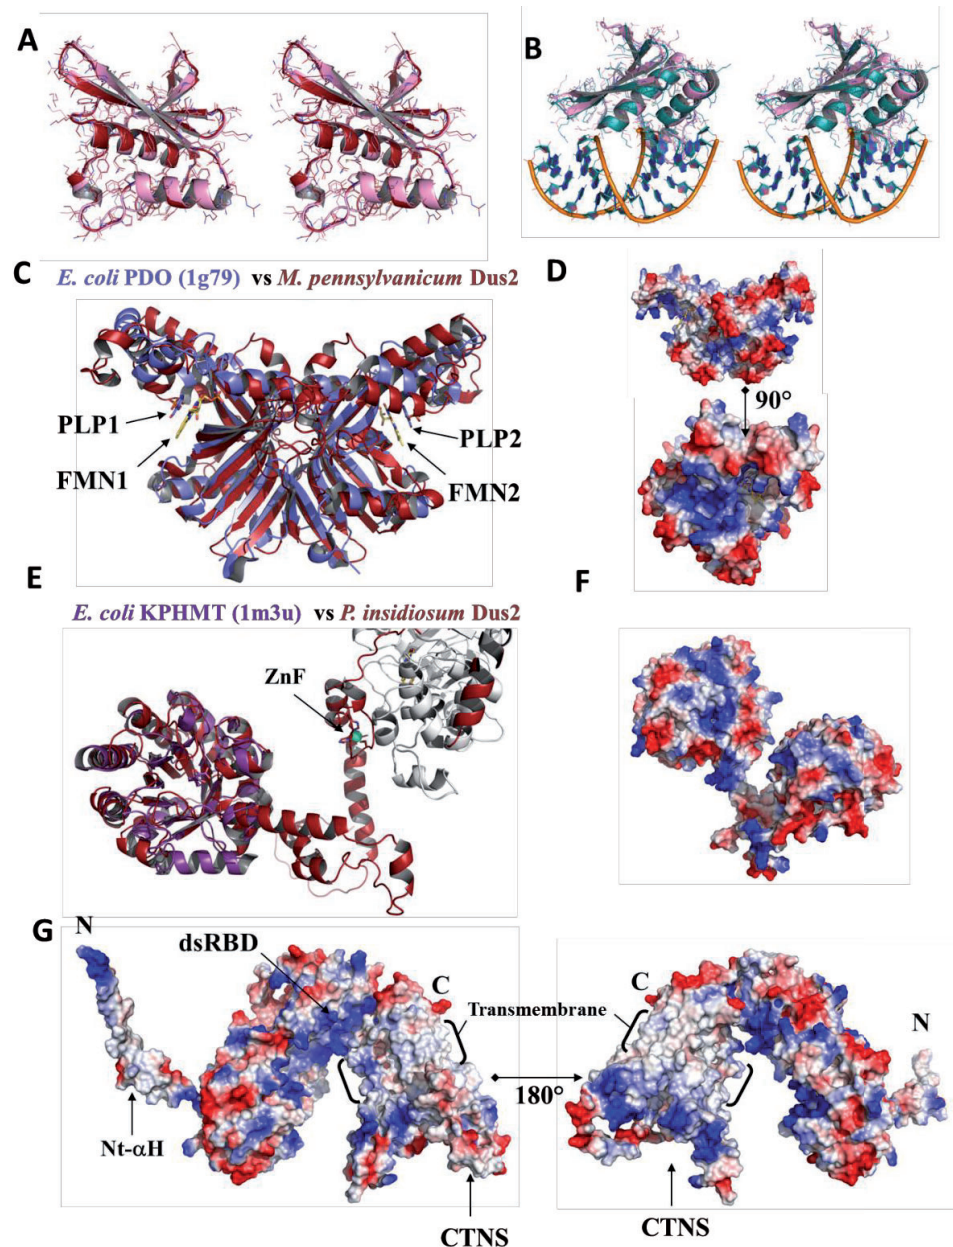 A
B
C
E. coli PDO (1g79) vs M. pennsylvanicum Dus2
D
PLP1
FMN1
PLP2
FMN2
90°
E
E. coli KPHMT (1m3u) vs P. insidiosum Dus2
F
ZnF
G
N
dsRBD
C
Transmembrane
C
N
180°
Nt-αH
CTNS
CTNS